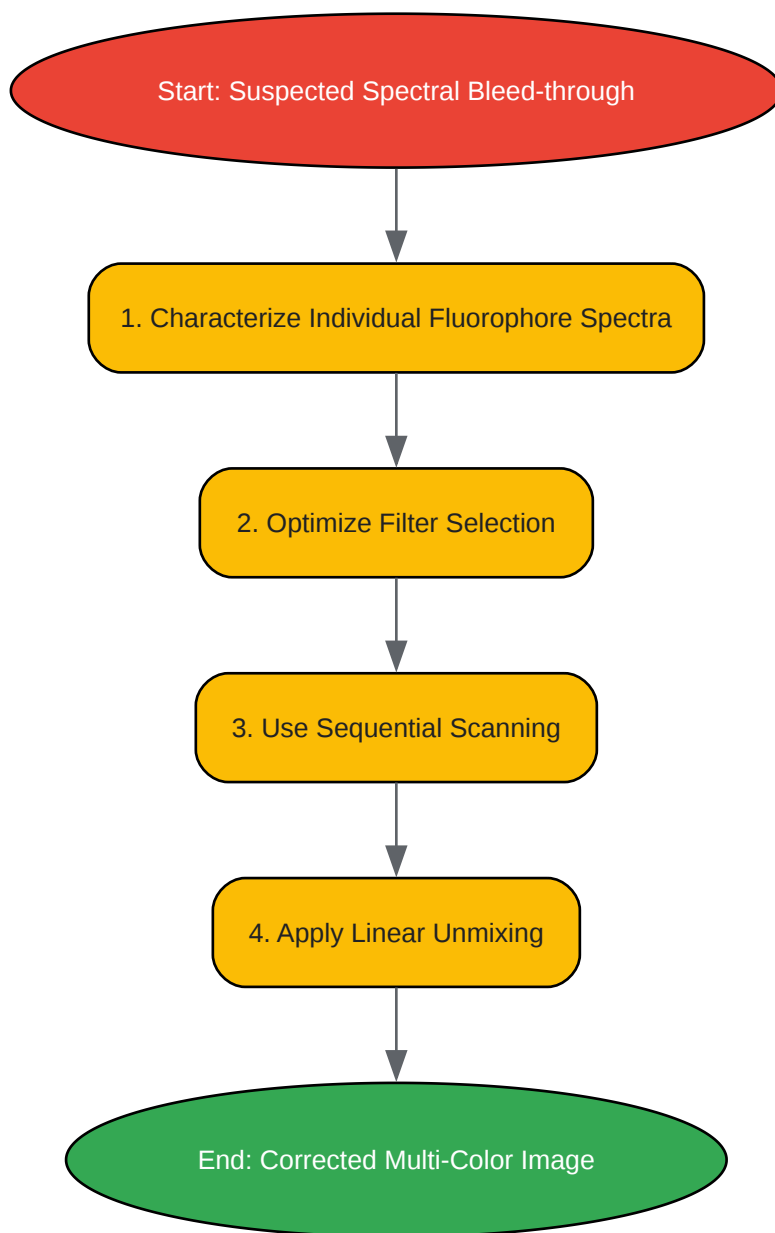 Start: Suspected Spectral Bleed-through
1. Characterize Individual Fluorophore Spectra
2. Optimize Filter Selection
3. Use Sequential Scanning
4. Apply Linear Unmixing
End: Corrected Multi-Color Image